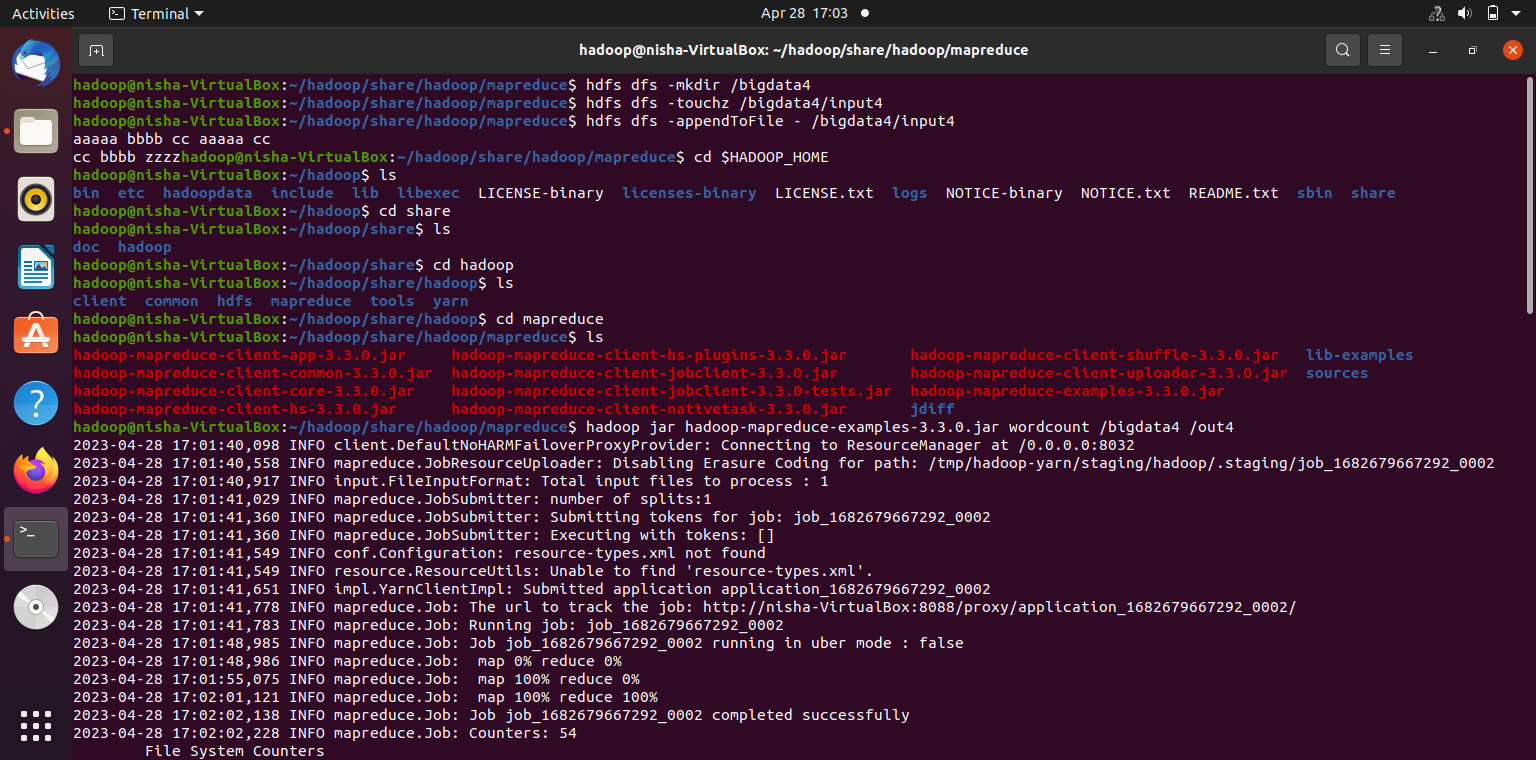 Activities Terminal Apr 28 17:03
hadoop@nisha-VirtualBox: ~/hadoop/share/hadoop/mapreduce
hadoop@nisha-VirtualBox:~/hadoop/share/hadoop/mapreduce$ hdfs dfs -mkdir /bigdata4
hadoop@nisha-VirtualBox:~/hadoop/share/hadoop/mapreduce$ hdfs dfs -touchz /bigdata4/input4
hadoop@nisha-VirtualBox:~/hadoop/share/hadoop/mapreduce$ hdfs dfs -appendToFile - /bigdata4/input4
aaaaa bbbb cc aaaaa cc
cc bbbb zzzzhadoop@nisha-VirtualBox:~/hadoop/share/hadoop/mapreduce$ cd $HADOOP_HOME
hadoop@nisha-VirtualBox:~/hadoop$ ls
bin etc hadoopdata include lib libexec LICENSE-binary licenses-binary LICENSE.txt logs NOTICE-binary NOTICE.txt README.txt sbin share
hadoop@nisha-VirtualBox:~/hadoop$ cd share
hadoop@nisha-VirtualBox:~/hadoop/share$ ls
doc hadoop
hadoop@nisha-VirtualBox:~/hadoop/share$ cd hadoop
hadoop@nisha-VirtualBox:~/hadoop/share/hadoop$ ls
client common hdfs mapreduce tools yarn
hadoop@nisha-VirtualBox:~/hadoop/share/hadoop$ cd mapreduce
hadoop@nisha-VirtualBox:~/hadoop/share/hadoop/mapreduce$ ls
hadoop-mapreduce-client-app-3.3.0.jar hadoop-mapreduce-client-hs-plugins-3.3.0.jar hadoop-mapreduce-client-shuffle-3.3.0.jar lib-examples
hadoop-mapreduce-client-common-3.3.0.jar hadoop-mapreduce-client-jobclient-3.3.0.jar hadoop-mapreduce-client-uploader-3.3.0.jar sources
hadoop-mapreduce-client-core-3.3.0.jar hadoop-mapreduce-client-jobclient-3.3.0-tests.jar hadoop-mapreduce-examples-3.3.0.jar
hadoop-mapreduce-client-hs-3.3.0.jar hadoop-mapreduce-client-nativetask-3.3.0.jar jdiff
hadoop@nisha-VirtualBox:~/hadoop/share/hadoop/mapreduce$ hadoop jar hadoop-mapreduce-examples-3.3.0.jar wordcount /bigdata4 /out4
2023-04-28 17:01:40,098 INFO client.DefaultNoHARMFailoverProxyProvider: Connecting to ResourceManager at /0.0.0.0:8032
2023-04-28 17:01:40,558 INFO mapreduce.JobResourceUploader: Disabling Erasure Coding for path: /tmp/hadoop-yarn/staging/hadoop/.staging/job_1682679667292_0002
2023-04-28 17:01:40,917 INFO input.FileInputFormat: Total input files to process : 1
2023-04-28 17:01:41,029 INFO mapreduce.JobSubmitter: number of splits:1
2023-04-28 17:01:41,360 INFO mapreduce.JobSubmitter: Submitting tokens for job: job_1682679667292_0002
2023-04-28 17:01:41,360 INFO mapreduce.JobSubmitter: Executing with tokens: []
2023-04-28 17:01:41,549 INFO conf.Configuration: resource-types.xml not found
2023-04-28 17:01:41,549 INFO resource.ResourceUtils: Unable to find 'resource-types.xml'.
2023-04-28 17:01:41,651 INFO impl.YarnClientImpl: Submitted application application_1682679667292_0002
2023-04-28 17:01:41,778 INFO mapreduce.Job: The url to track the job: http://nisha-VirtualBox:8088/proxy/application_1682679667292_0002/
2023-04-28 17:01:41,783 INFO mapreduce.Job: Running job: job_1682679667292_0002
2023-04-28 17:01:48,985 INFO mapreduce.Job: Job job_1682679667292_0002 running in uber mode : false
2023-04-28 17:01:48,986 INFO mapreduce.Job:  map 0% reduce 0%
2023-04-28 17:01:55,075 INFO mapreduce.Job:  map 100% reduce 0%
2023-04-28 17:02:01,121 INFO mapreduce.Job:  map 100% reduce 100%
2023-04-28 17:02:02,138 INFO mapreduce.Job: Job job_1682679667292_0002 completed successfully
2023-04-28 17:02:02,228 INFO mapreduce.Job: Counters: 54
File System Counters